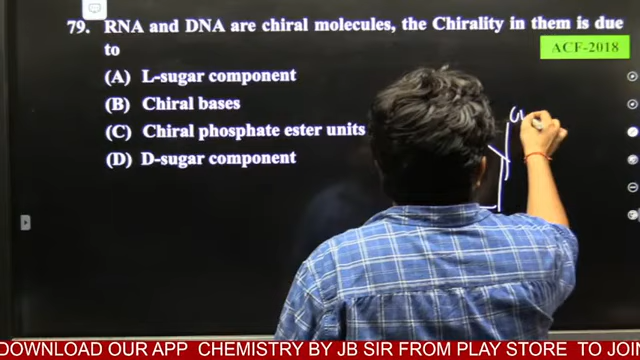 79. RNA and DNA are chiral molecules, the Chirality in them is due
to
ACF-2018
(A) L-sugar component
(B) Chiral bases
(C) Chiral phosphate ester units
(D) D-sugar component
DOWNLOAD OUR APP CHEMISTRY BY JB SIR FROM PLAY STORE TO JOIN